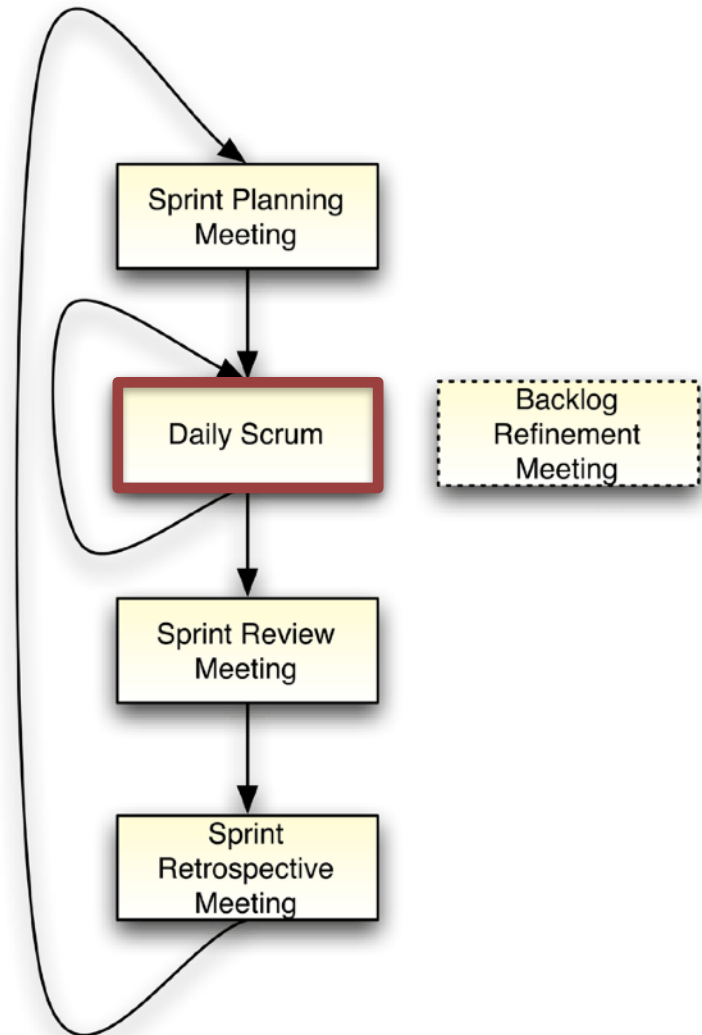 Sprint Planning
Meeting
Daily Scrum
Backlog
Refinement
Meeting
Sprint Review
Meeting
Sprint
Retrospective
Meeting